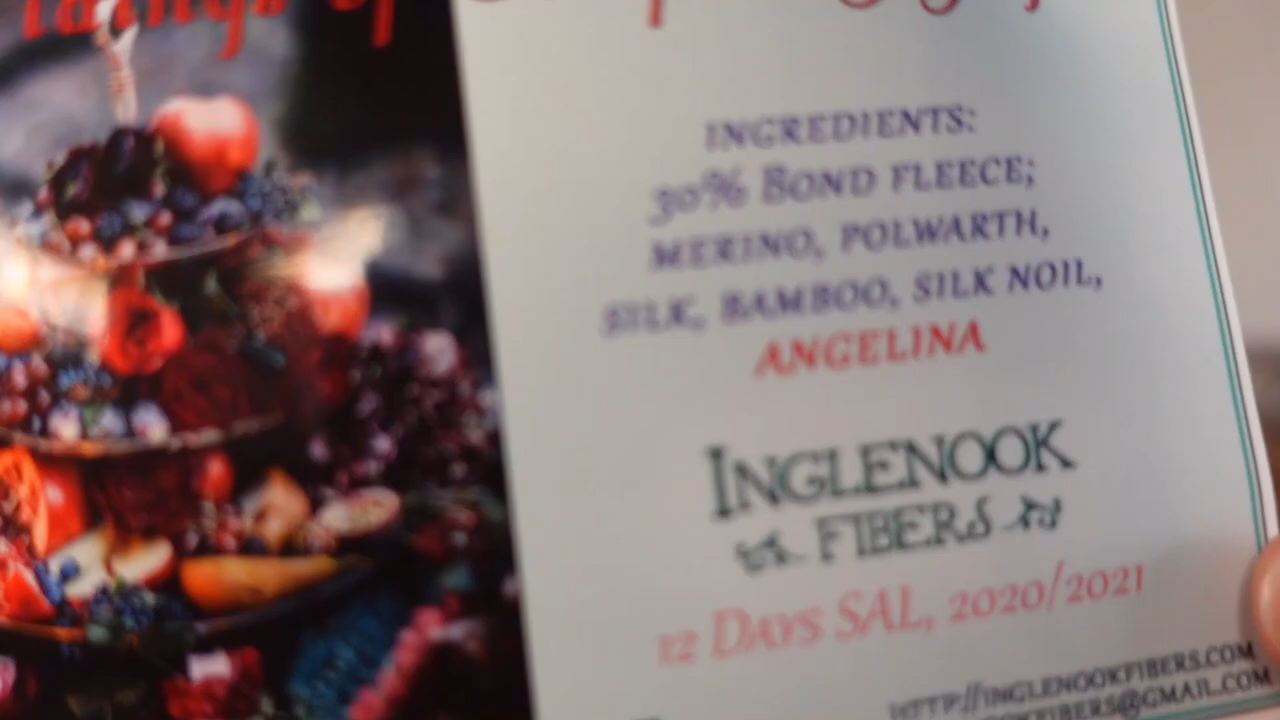 INGREDIENTS:
30% BOND FLEECE;
MERINO, POLWARTH,
SILK, BAMBOO, SILK NOIL,
ANGELINA
INGLENOOK
FIBERS
12 DAYS SAL, 2020/2021
HTTP://INGLENOOKFIBERS.COM